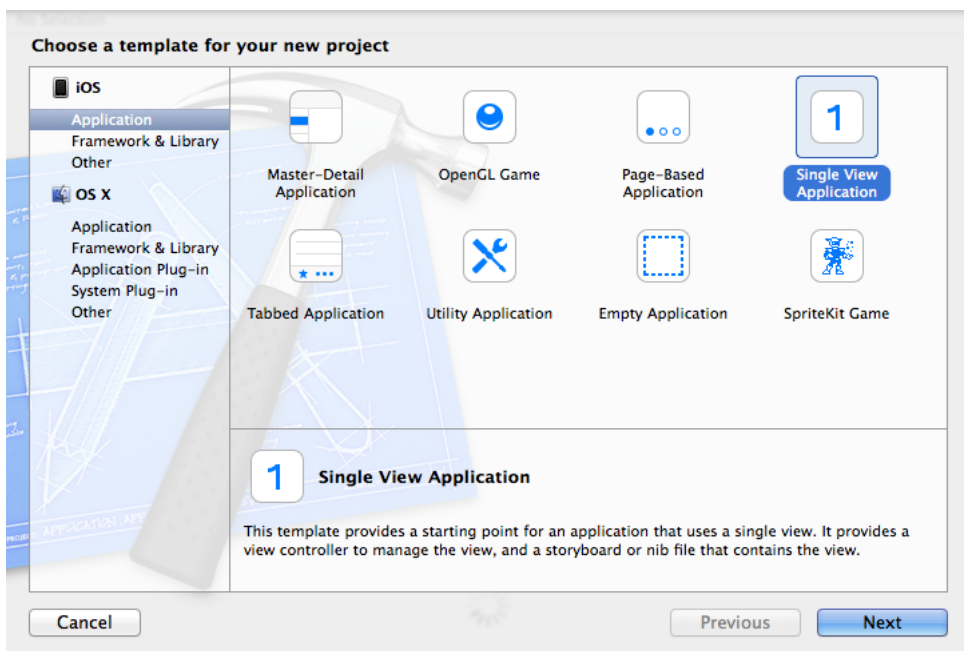 No Selection
Choose a template for your new project
iOS
Application
Framework & Library
Other
OS X
Application
Framework & Library
Application Plug-in
System Plug-in
Other
Master-Detail
Application
OpenGL Game
Page-Based
Application
1
Single View
Application
Tabbed Application
Utility Application
Empty Application
SpriteKit Game
1
Single View Application
This template provides a starting point for an application that uses a single view. It provides a
view controller to manage the view, and a storyboard or nib file that contains the view.
Cancel
Previous
Next